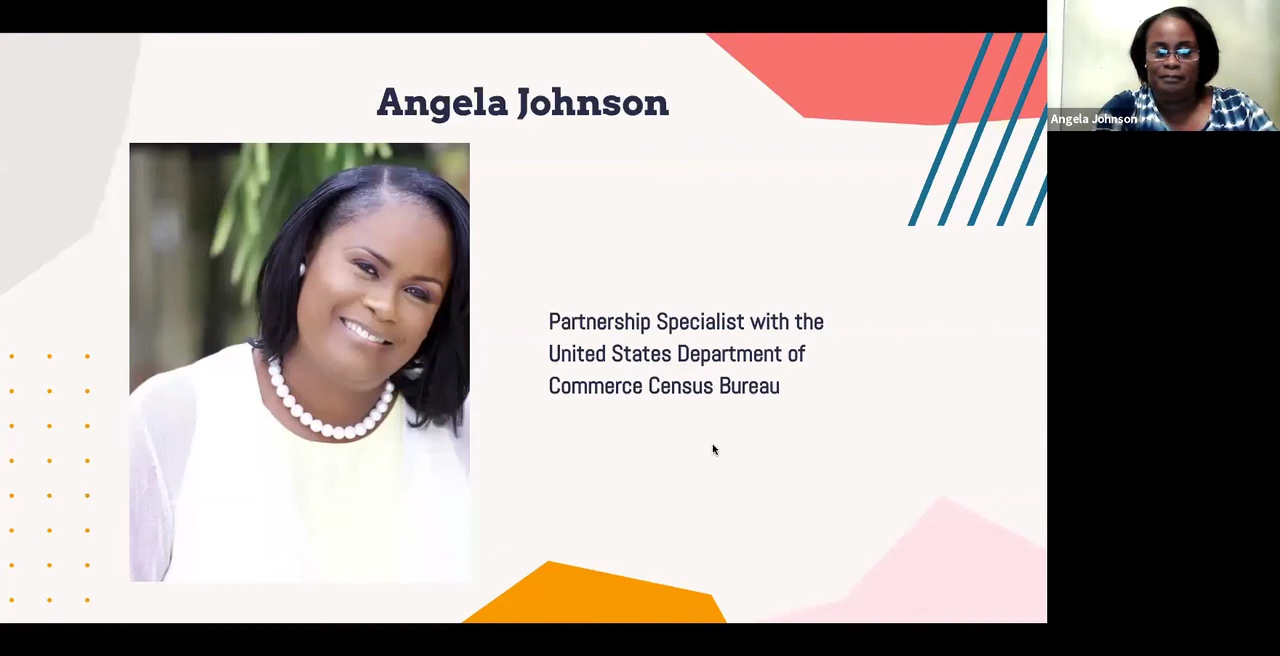 Angela Johnson
Angela Johnson
Partnership Specialist with the
United States Department of
Commerce Census Bureau